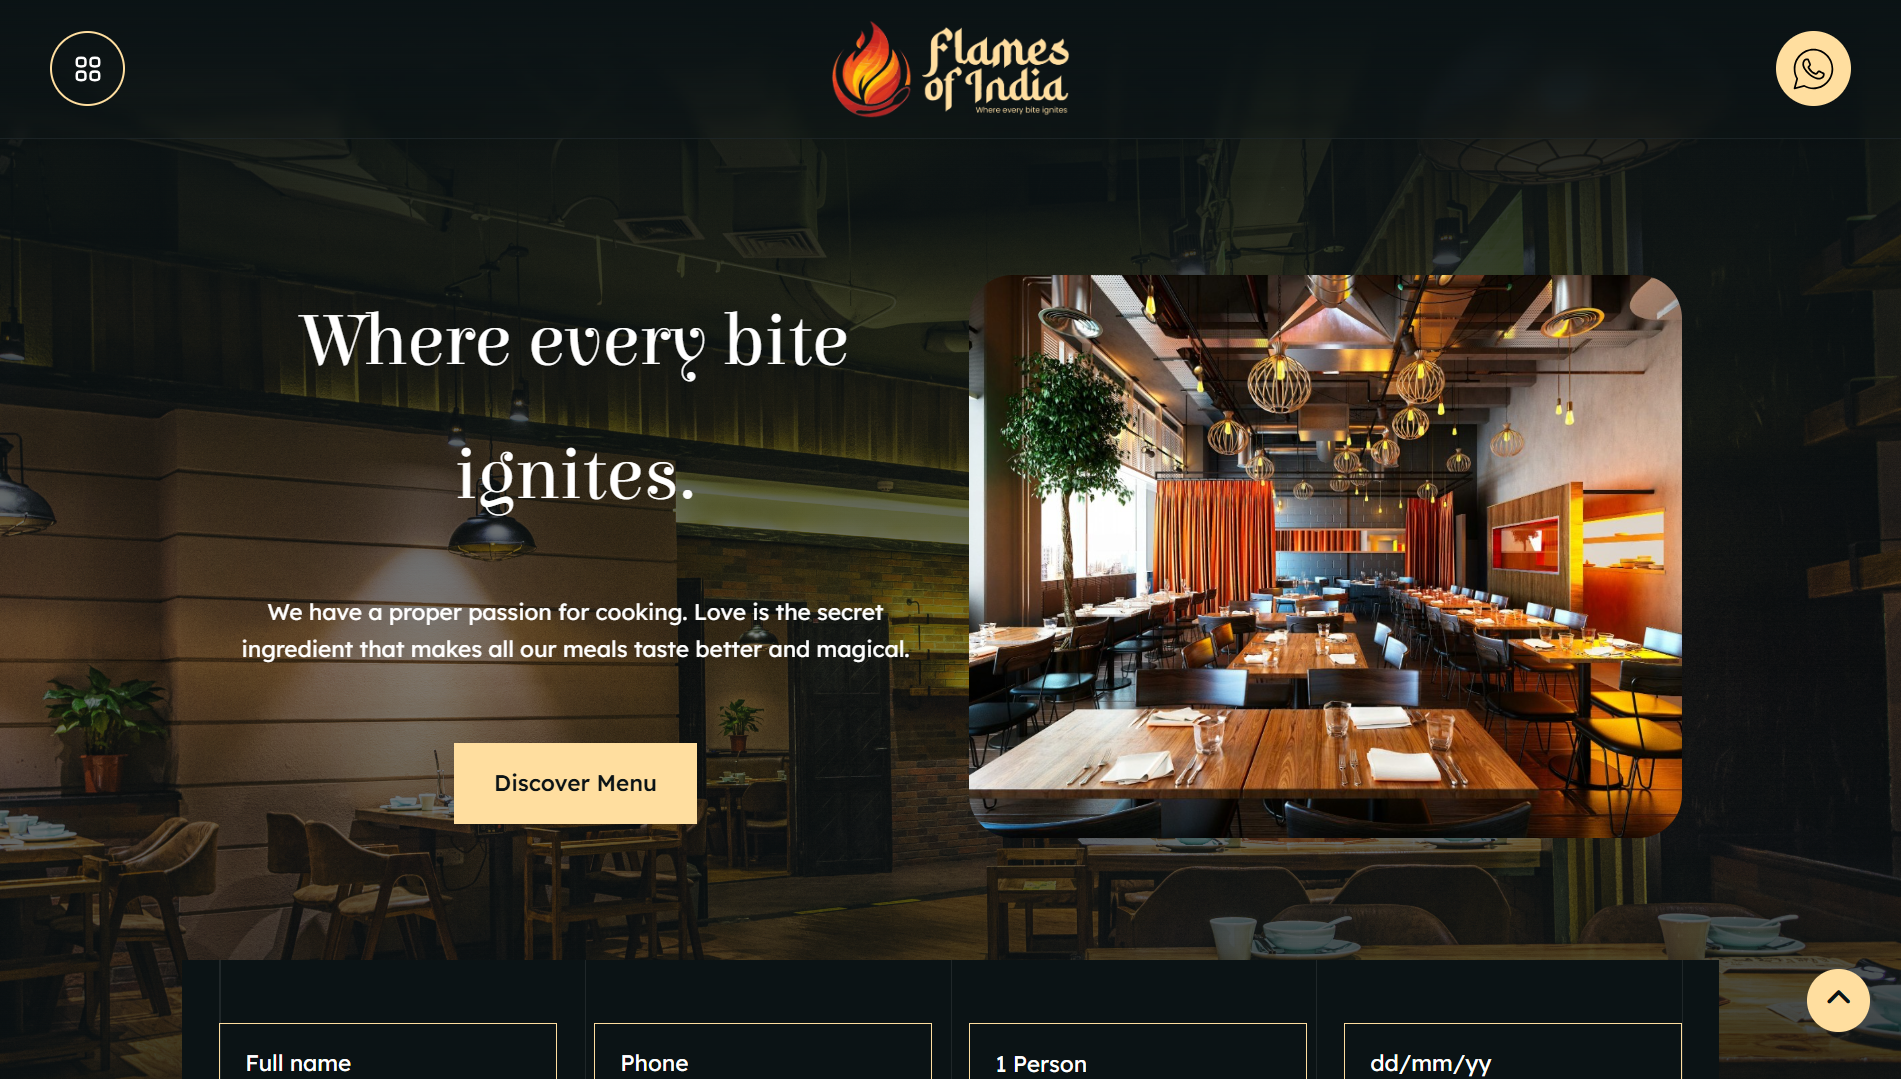 Flames
of India
Where every bite ignites
Where every bite
ignites.
We have a proper passion for cooking. Love is the secret
ingredient that makes all our meals taste better and magical.
Discover Menu
Full name
Phone
1 Person
dd/mm/yy